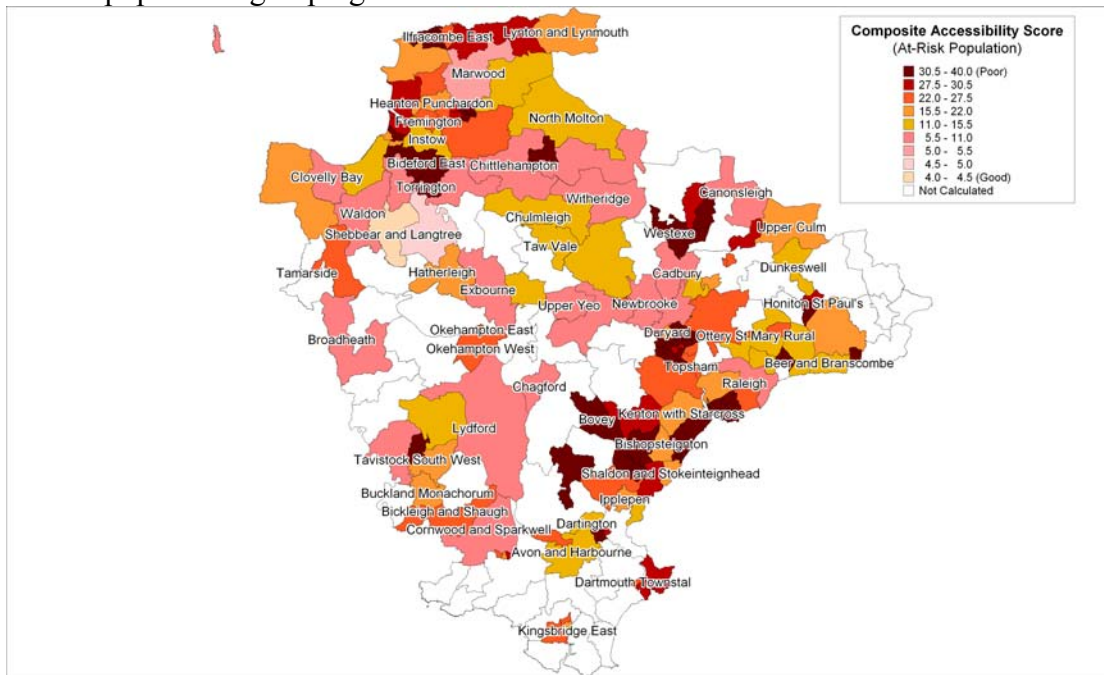 Composite Accessibility Score
(At-Risk Population)
30.5 - 40.0 (Poor)
27.5 - 30.5
22.0 - 27.5
15.5 - 22.0
11.0 - 15.5
5.5 - 11.0
5.0 - 5.5
4.5 - 5.0
4.0 - 4.5 (Good)
Not Calculated
Ilfracombe East
Lynton and Lynmouth
Marwood
Heanton Punchardon
Fremington
North Molton
Instow
Bideford East
Chittlehampton
Clovelly Bay
Torrington
Witheridge
Canonsleigh
Waldon
Chulmleigh
Shebbear and Langtree
Westexe
Upper Culm
Taw Vale
Tamarside
Hatherleigh
Cadbury
Dunkeswell
Exbourne
Upper Yeo
Newbrooke
Honiton St Paul's
Broadheath
Okehampton East
Okehampton West
Duryard
Ottery St Mary Rural
Topsham
Beer and Branscombe
Chagford
Raleigh
Lydford
Bovey
Kenton with Starcross
Bishopsteignton
Tavistock South West
Shaldon and Stokeinteignhead
Buckland Monachorum
Ipplepen
Bickleigh and Shaugh
Cornwood and Sparkwell
Dartington
Avon and Harbourne
Dartmouth Townstal
Kingsbridge East